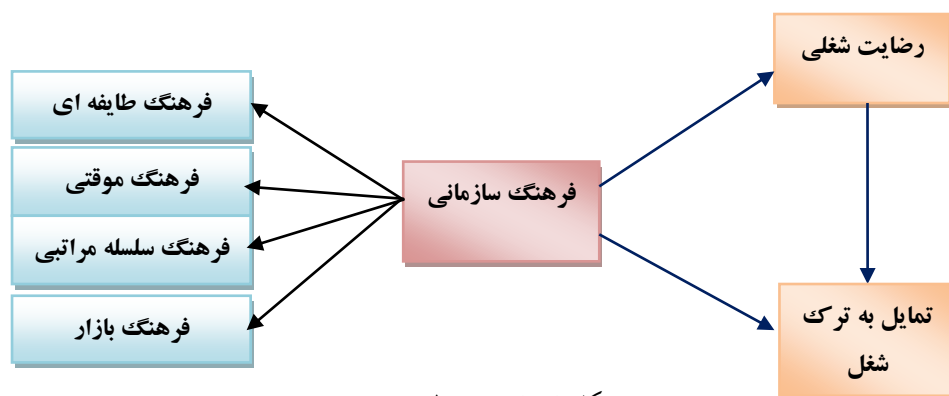 رضایت شغلی
فرهنگ طایفه ای
فرهنگ موقتی
فرهنگ سازمانی
فرهنگ سلسله مراتبی
فرهنگ بازار
تمایل به ترک
شغل